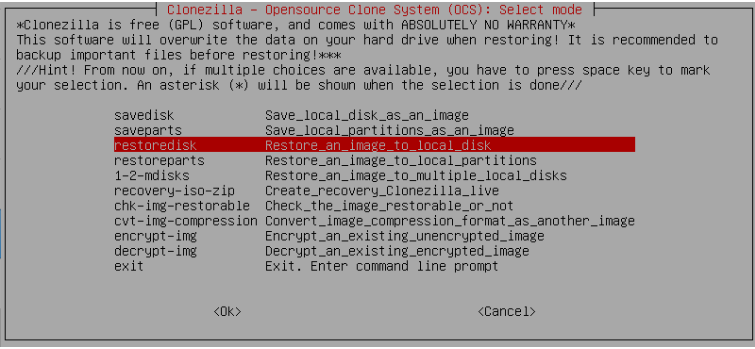 Clonezilla - Opensource Clone System (OCS): Select mode
*Clonezilla is free (GPL) software, and comes with ABSOLUTELY NO WARRANTY*
This software will overwrite the data on your hard drive when restoring! It is recommended to
backup important files before restoring!***
///Hint! From now on, if multiple choices are available, you have to press space key to mark
your selection. An asterisk (*) will be shown when the selection is done///
savedisk Save_local_disk_as_an_image
saveparts Save_local_partitions_as_an_image
restoredisk Restore_an_image_to_local_disk
restoreparts Restore_an_image_to_local_partitions
1-2-mdisks Restore_an_image_to_multiple_local_disks
recovery-iso-zip Create_recovery_Clonezilla_live
chk-img-restorable Check_the_image_restorable_or_not
cvt-img-compression Convert_image_compression_format_as_another_image
encrypt-img Encrypt_an_existing_unencrypted_image
decrypt-img Decrypt_an_existing_encrypted_image
exit Exit. Enter command line prompt
<Ok> <Cancel>